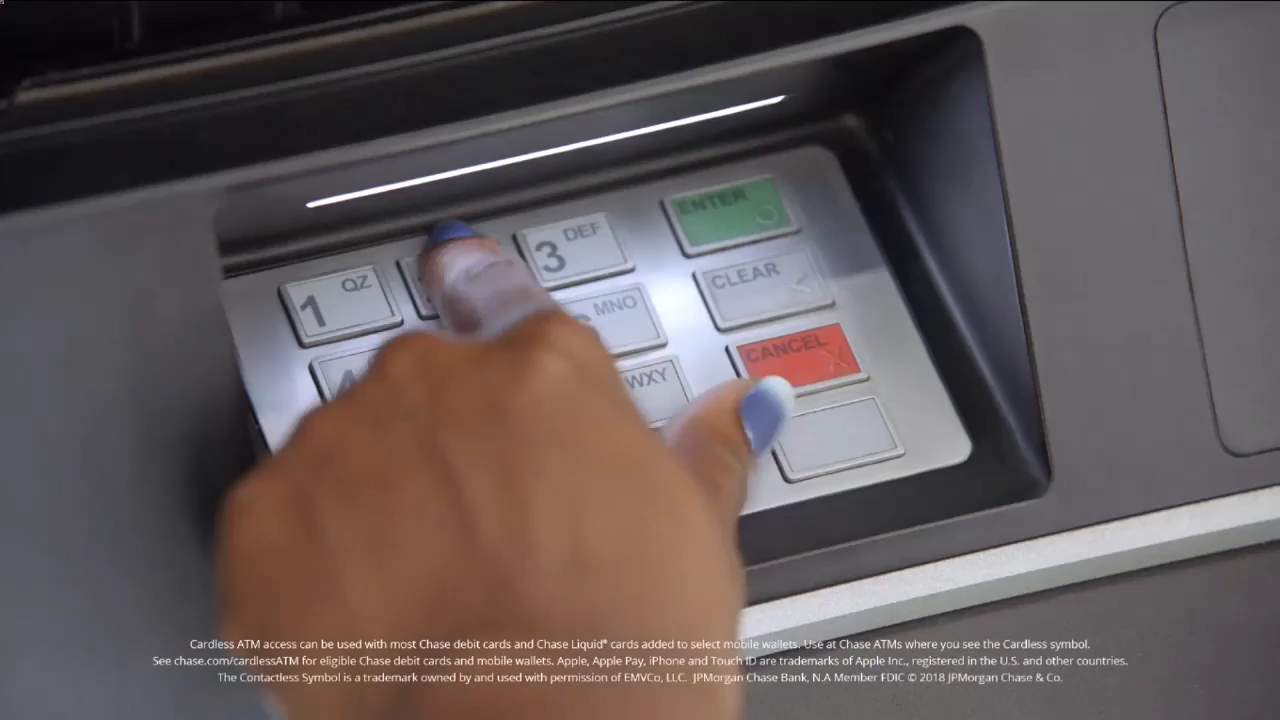 ENTER
3 DEF
CLEAR
1 QZ
MNO
CANCEL
WXY
Cardless ATM access can be used with most Chase debit cards and Chase Liquid® cards added to select mobile wallets. Use at Chase ATMs where you see the Cardless symbol.
See chase.com/cardlessATM for eligible Chase debit cards and mobile wallets. Apple, Apple Pay, iPhone and Touch ID are trademarks of Apple Inc., registered in the U.S. and other countries.
The Contactless Symbol is a trademark owned by and used with permission of EMVCo, LLC. JPMorgan Chase Bank, N.A Member FDIC © 2018 JPMorgan Chase & Co.